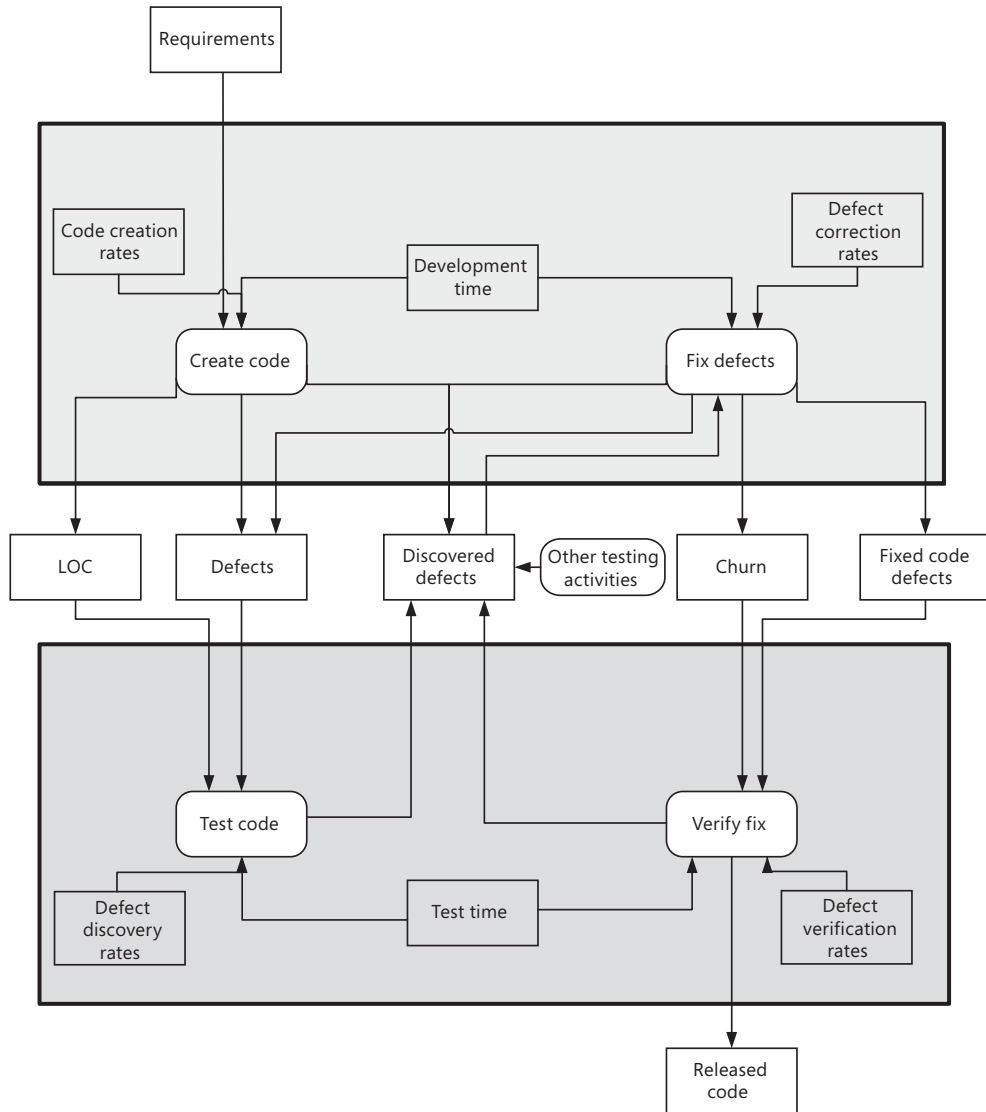 Requirements
Code creation
rates
Development
time
Defect
correction
rates
Create code
Fix defects
LOC
Defects
Discovered
defects
Other testing
activities
Churn
Fixed code
defects
Test code
Verify fix
Defect
discovery
rates
Test time
Defect
verification
rates
Released
code